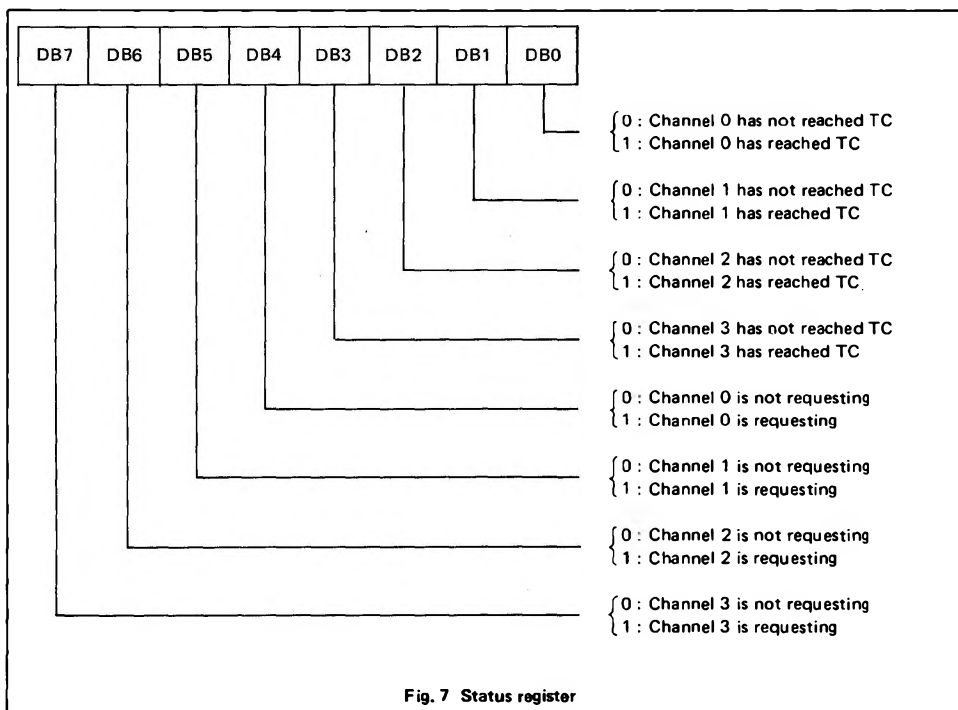 DB7 DB6 DB5 DB4 DB3 DB2 DB1 DB0
0 : Channel 0 has not reached TC
1 : Channel 0 has reached TC
0 : Channel 1 has not reached TC
1 : Channel 1 has reached TC
0 : Channel 2 has not reached TC
1 : Channel 2 has reached TC
0 : Channel 3 has not reached TC
1 : Channel 3 has reached TC
0 : Channel 0 is not requesting
1 : Channel 0 is requesting
0 : Channel 1 is not requesting
1 : Channel 1 is requesting
0 : Channel 2 is not requesting
1 : Channel 2 is requesting
0 : Channel 3 is not requesting
1 : Channel 3 is requesting
Fig. 7 Status register